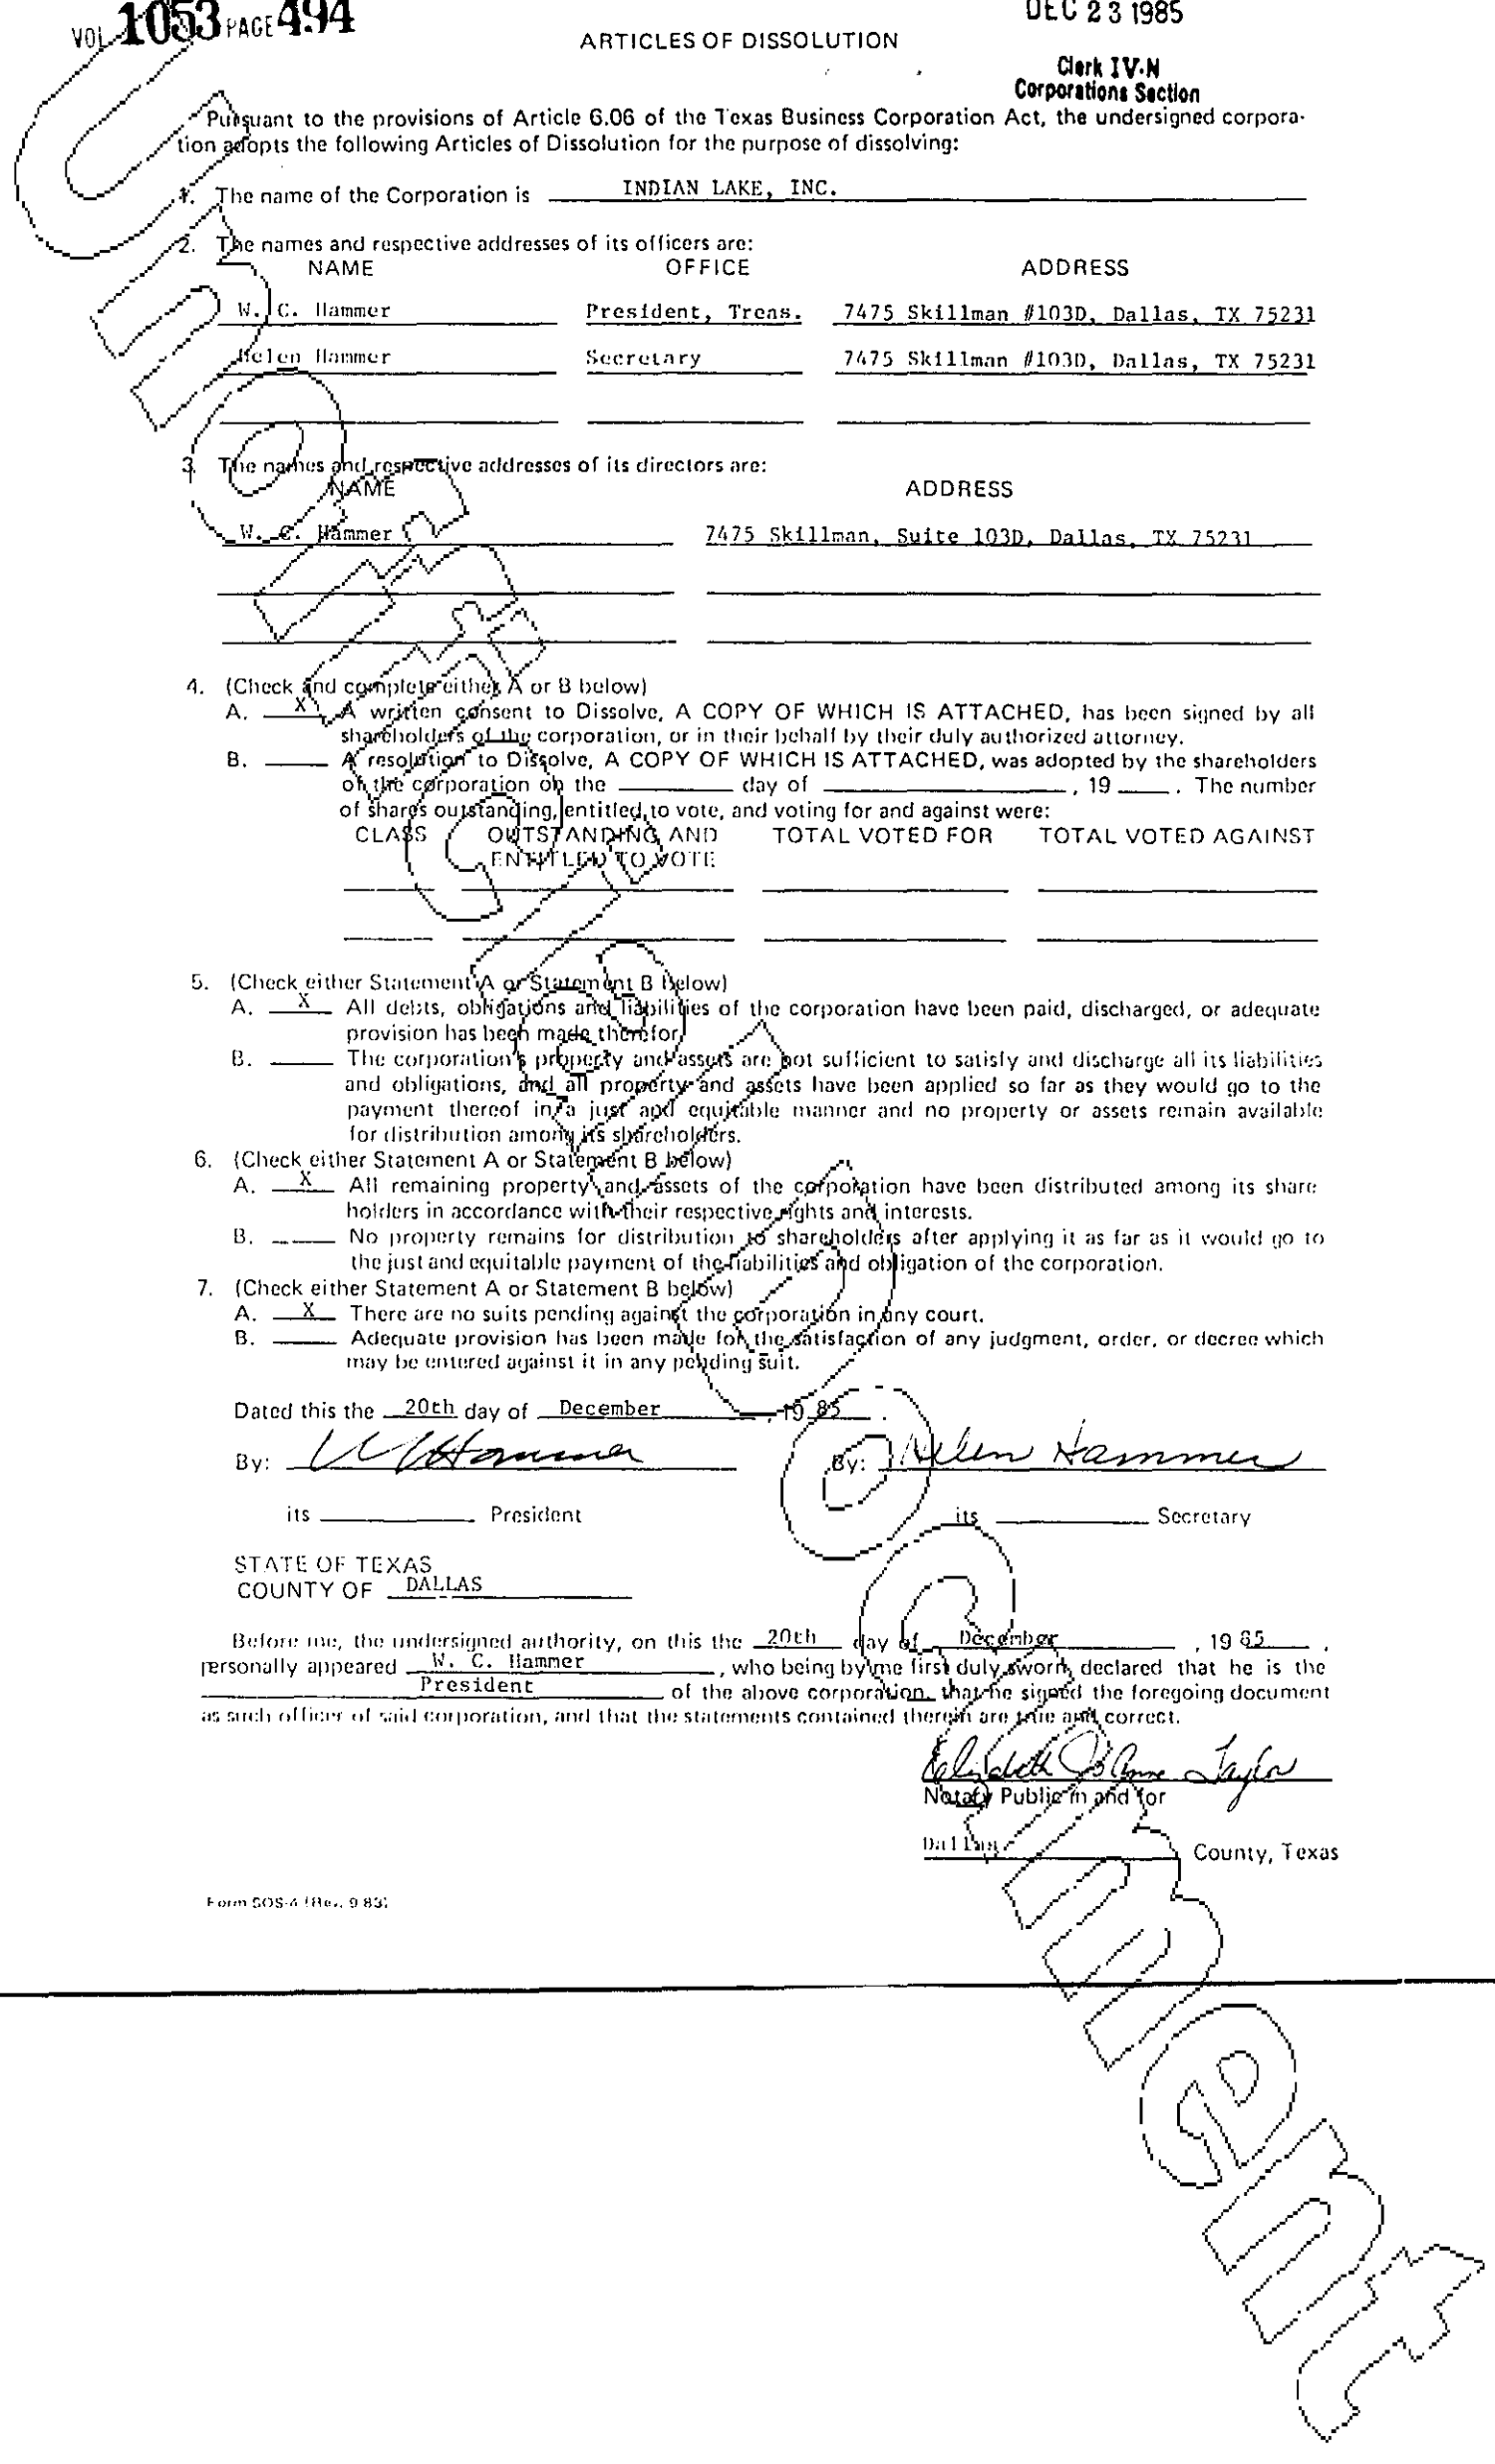 VOL 1053 PAGE 494
DEC 23 1985
ARTICLES OF DISSOLUTION
Clerk IV-N
Corporations Section
Pursuant to the provisions of Article 6.06 of the Texas Business Corporation Act, the undersigned corpora-
tion adopts the following Articles of Dissolution for the purpose of dissolving:
1. The name of the Corporation is INDIAN LAKE, INC.
2. The names and respective addresses of its officers are:
NAME OFFICE ADDRESS
W. C. Hammer President, Treas. 7475 Skillman #103D, Dallas, TX 75231
Helen Hammer Secretary 7475 Skillman #103D, Dallas, TX 75231
3. The names and respective addresses of its directors are:
NAME ADDRESS
W. C. Hammer 7475 Skillman, Suite 103D, Dallas, TX 75231
4. (Check and complete either A or B below)
A. X A written consent to Dissolve, A COPY OF WHICH IS ATTACHED, has been signed by all
shareholders of the corporation, or in their behalf by their duly authorized attorney.
B. ____ A resolution to Dissolve, A COPY OF WHICH IS ATTACHED, was adopted by the shareholders
of the corporation on the ____ day of ____, 19 ____. The number
of shares outstanding, entitled to vote, and voting for and against were:
CLASS OUTSTANDING AND TOTAL VOTED FOR TOTAL VOTED AGAINST
ENTITLED TO VOTE
5. (Check either Statement A or Statement B below)
A. X All debts, obligations and liabilities of the corporation have been paid, discharged, or adequate
provision has been made therefor.
B. ____ The corporation's property and assets are not sufficient to satisfy and discharge all its liabilities
and obligations, and all property and assets have been applied so far as they would go to the
payment thereof in a just and equitable manner and no property or assets remain available
for distribution among its shareholders.
6. (Check either Statement A or Statement B below)
A. X All remaining property and assets of the corporation have been distributed among its share
holders in accordance with their respective rights and interests.
B. ____ No property remains for distribution to shareholders after applying it as far as it would go to
the just and equitable payment of the liabilities and obligation of the corporation.
7. (Check either Statement A or Statement B below)
A. X There are no suits pending against the corporation in any court.
B. ____ Adequate provision has been made for the satisfaction of any judgment, order, or decree which
may be entered against it in any pending suit.
Dated this the 20th day of December, 19 85.
By: W C Hammer By: Helen Hammer
its ____ President its ____ Secretary
STATE OF TEXAS
COUNTY OF DALLAS
Before me, the undersigned authority, on this the 20th day of December, 19 85,
personally appeared W. C. Hammer, who being by me first duly sworn, declared that he is the
President of the above corporation, that he signed the foregoing document
as such officer of said corporation, and that the statements contained therein are true and correct.
Elizabeth JoAnne Taylor
Notary Public in and for
Dallas County, Texas
Form SOS-4 (Rev. 9 83)
Unofficial Document